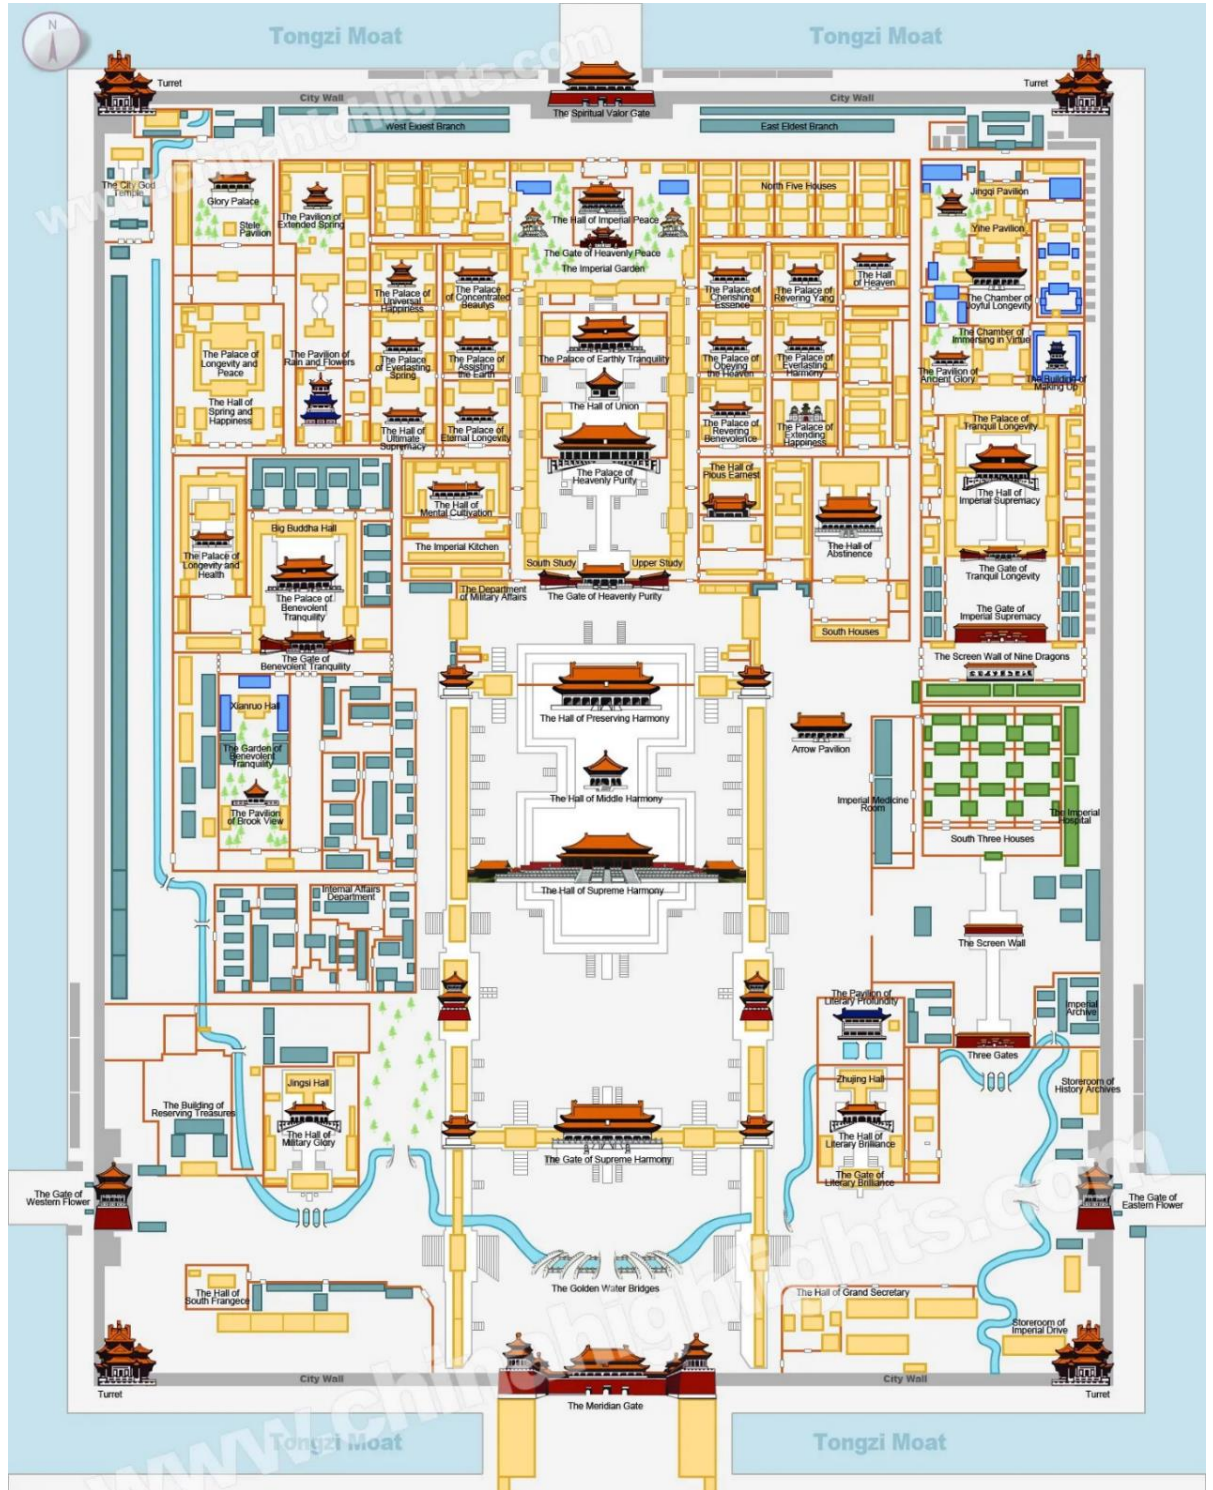 N
Tongzi Moat
Tongzi Moat
Turret
Turret
City Wall
City Wall
The Spiritual Valor Gate
West Exiest Branch
East Eldest Branch
www.chinahighlights.com
The City God
Temple
Glory Palace
Stele
Pavilion
The Pavilion of
Extended Spring
The Hall of Imperial Peace
The Gate of Heavenly Peace
The Imperial Garden
North Five Houses
Jingqi Pavilion
Yihe Pavilion
The Palace of
Universal
Happiness
The Palace
of Concentrated
Beautys
The Palace of
Cherishing
Essence
The Palace of
Revering Yang
The Hall
of Heaven
The Chamber of
Joyful Longevity
The Palace of
Longevity and
Peace
The Hall of
Spring and
Happiness
The Pavilion of
Rain and Flowers
The Palace
of Everlasting
Spring
The Palace of
Assisting
the Earth
The Palace of Earthly Tranquility
The Palace of
Obeying
the Heaven
The Palace of
Everlasting
Harmony
The Chamber of
Immersing in Virtue
The Pavilion of
Ancient Glory
The Building of
Making Up
The Hall of
Ultimate
Supremacy
The Palace of
Eternal Longevity
The Hall of Union
The Palace of
Revering
Benevolence
The Palace of
Extending
Happiness
The Palace of
Tranquil Longevity
The Palace of
Heavenly Purity
The Hall of
Pious Earnest
The Hall of
Imperial Supremacy
The Hall of
Mental Cultivation
The Imperial Kitchen
Big Buddha Hall
The Palace of
Longevity and
Health
The Hall of
Abstinence
South Study
Upper Study
The Gate of Heavenly Purity
The Department
of Military Affairs
The Gate of
Tranquil Longevity
The Palace of
Benevolent
Tranquility
The Gate of
Imperial Supremacy
South Houses
The Gate of
Benevolent Tranquility
The Screen Wall of Nine Dragons
Xianruo Hall
The Hall of Preserving Harmony
The Garden of
Benevolent
Tranquility
Arrow Pavilion
The Pavilion
of Brook View
The Hall of Middle Harmony
Imperial Medicine
Room
The Imperial
Hospital
South Three Houses
The Hall of Supreme Harmony
Internal Affairs
Department
The Screen Wall
The Pavilion of
Literary Profundity
Imperial
Archive
Three Gates
Jingsi Hall
Zhujing Hall
Storeroom of
History Archives
The Building of
Reserving Treasures
The Hall of
Military Glory
The Hall of
Literary Brilliance
The Gate of Supreme Harmony
The Gate of
Literary Brilliance
The Gate of
Western Flower
The Gate of
Eastern Flower
The Golden Water Bridges
The Hall of
South Frangece
The Hall of Grand Secretary
Storeroom of
Imperial Drive
www.chinahighlights.com
Turret
City Wall
City Wall
Turret
The Meridian Gate
Tongzi Moat
Tongzi Moat